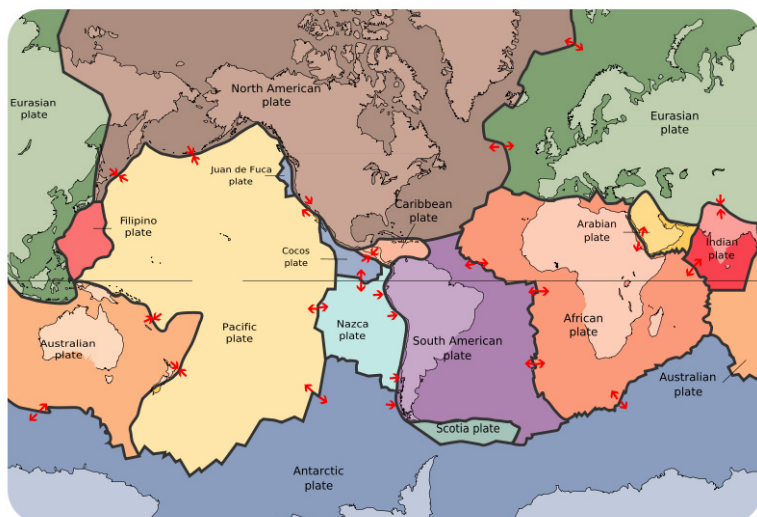 North American
plate
Eurasian
plate
Eurasian
plate
Juan de Fuca
plate
Caribbean
plate
Filipino
plate
Arabian
plate
Indian
plate
Cocos
plate
Australian
plate
Pacific
plate
Nazca
plate
South American
plate
African
plate
Australian
plate
Scotia plate
Antarctic
plate